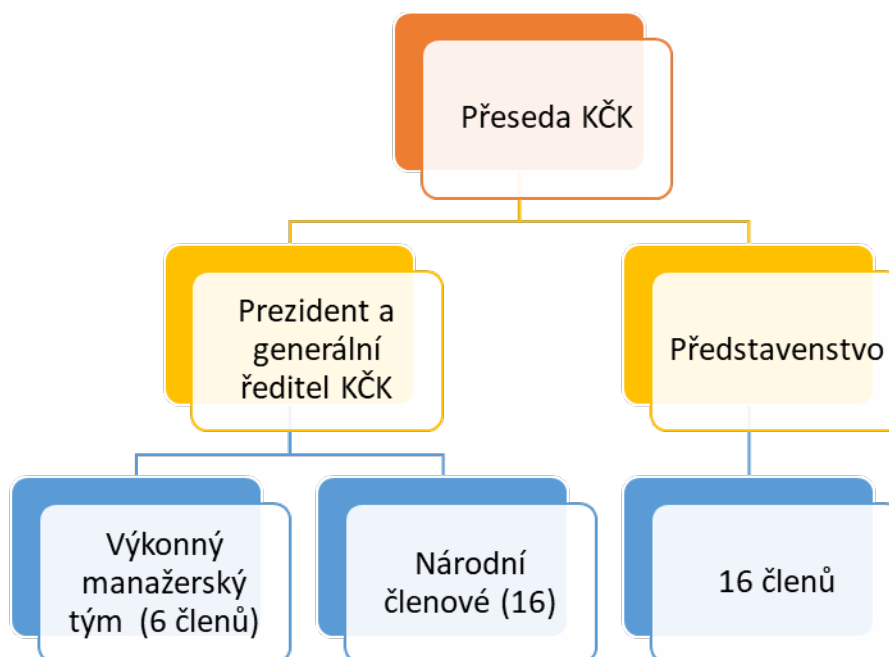 Přeseda KČK
Prezident a
generální
ředitel KČK
Představenstvo
Výkonný
manažerský
tým (6 členů)
Národní
členové (16)
16 členů